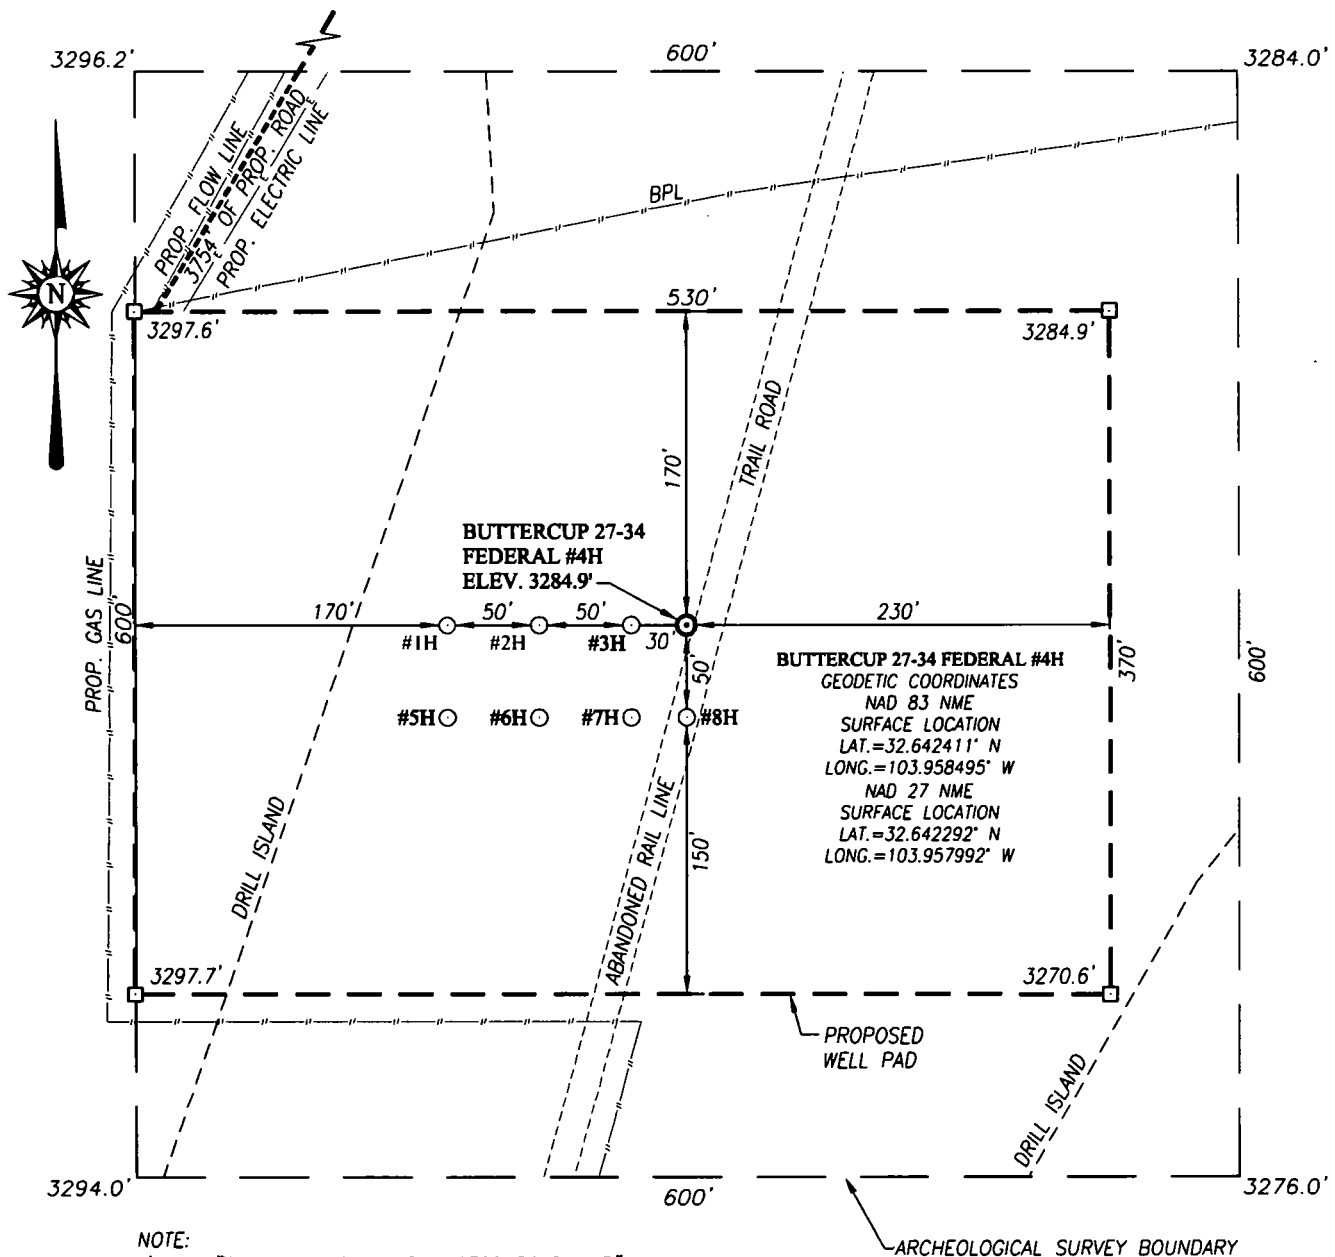 3296.2'
600'
3284.0'
PROP. FLOW LINE
3754' OF PROP. ROAD
PROP. ELECTRIC LINE
BPL
N
530'
3297.6'
3284.9'
TRAIL ROAD
170'
BUTTERCUP 27-34
FEDERAL #4H
ELEV. 3284.9'
PROP. GAS LINE
600'
170'
50'
50'
30'
230'
#1H
#2H
#3H
50'
370'
600'
BUTTERCUP 27-34 FEDERAL #4H
GEODETIC COORDINATES
NAD 83 NME
SURFACE LOCATION
LAT.=32.642411° N
LONG.=103.958495° W
NAD 27 NME
SURFACE LOCATION
LAT.=32.642292° N
LONG.=103.957992° W
#5H
#6H
#7H
#8H
DRILL ISLAND
ABANDONED RAIL LINE
150'
3297.7'
3270.6'
PROPOSED
WELL PAD
DRILL ISLAND
3294.0'
600'
3276.0'
NOTE:
ARCHEOLOGICAL SURVEY BOUNDARY